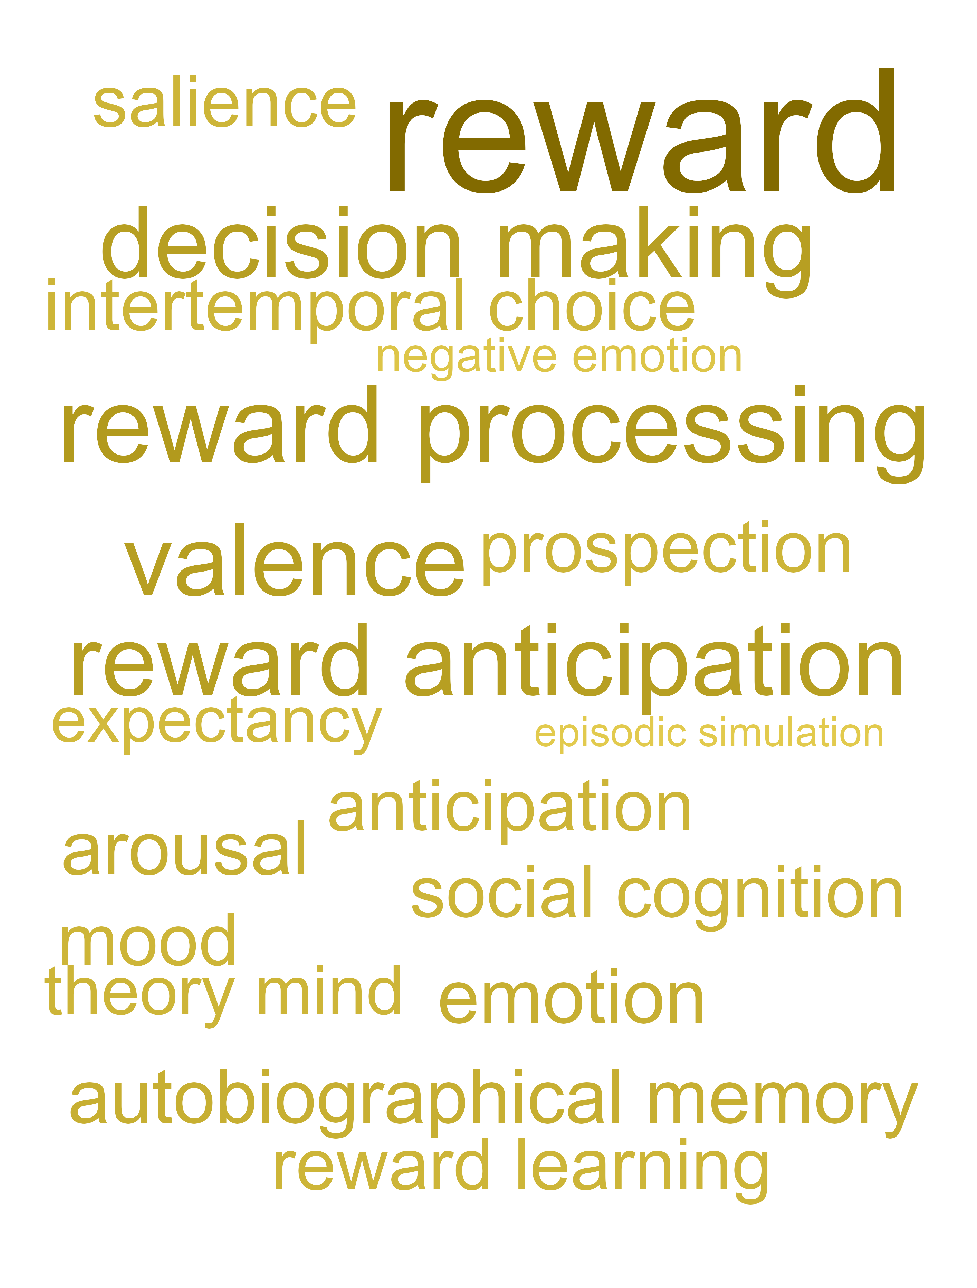 salience
reward
decision making
intertemporal choice
negative emotion
reward processing
valence
prospection
reward anticipation
expectancy
episodic simulation
anticipation
arousal
social cognition
mood
theory mind
emotion
autobiographical memory
reward learning